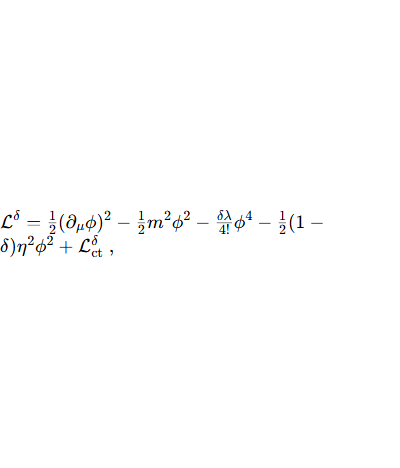 ℒ^δ = ½(∂_μϕ)² − ½m²ϕ² − δλ/4! ϕ⁴ − ½(1 −
δ)η²ϕ² + ℒ^δ_ct ,